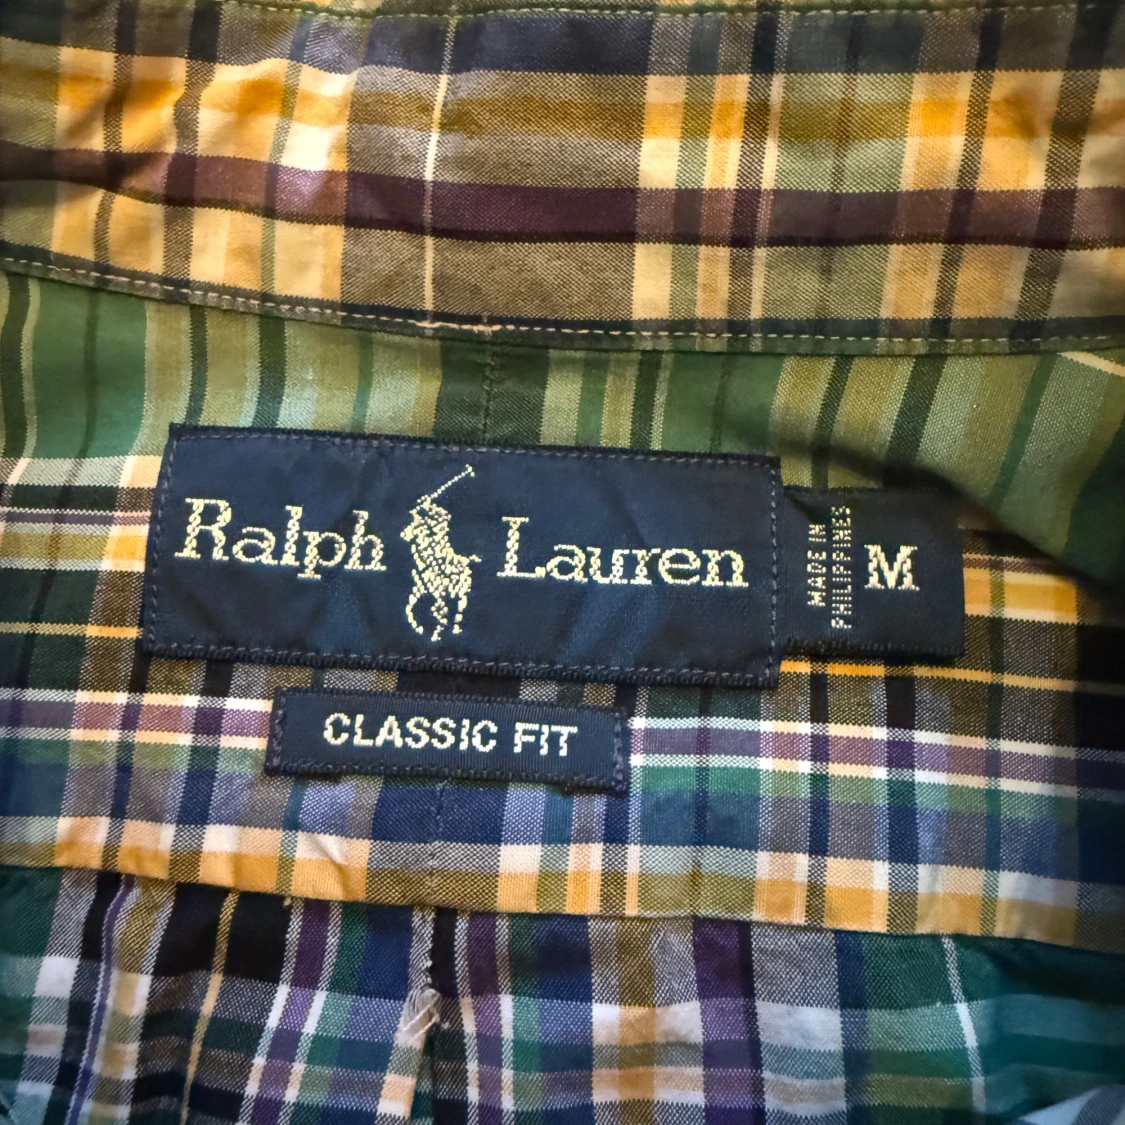 Ralph Lauren
MADE IN
PHILIPPINES
M
CLASSIC FIT